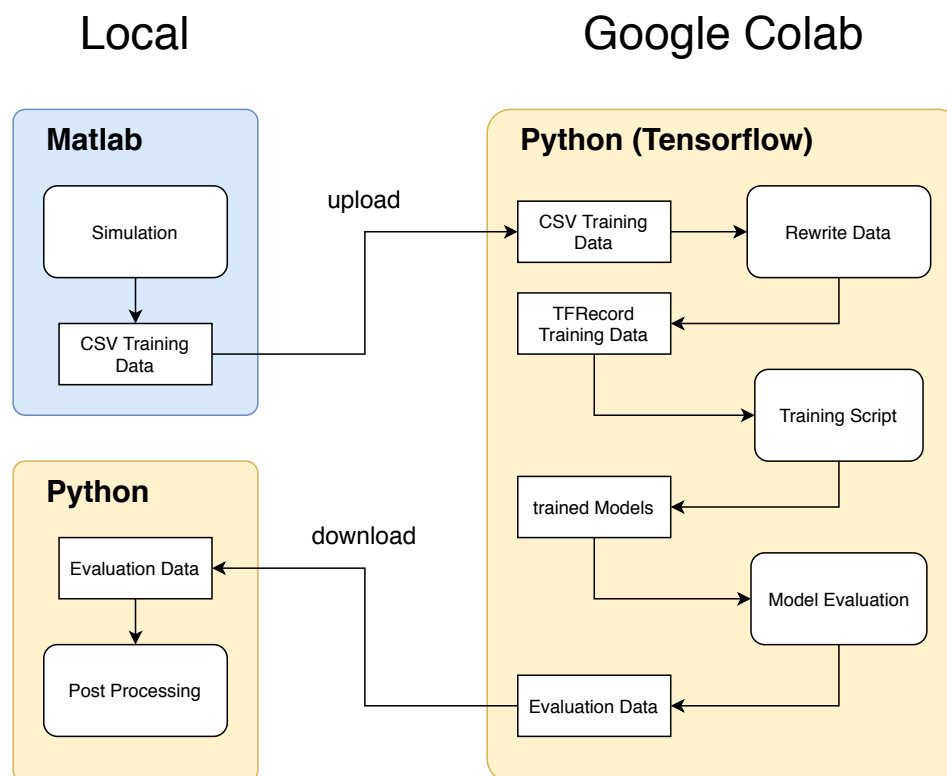 Local
Google Colab
Matlab
Simulation
CSV Training
Data
upload
Python (Tensorflow)
CSV Training
Data
Rewrite Data
TFRecord
Training Data
Training Script
trained Models
Model Evaluation
Evaluation Data
download
Python
Evaluation Data
Post Processing